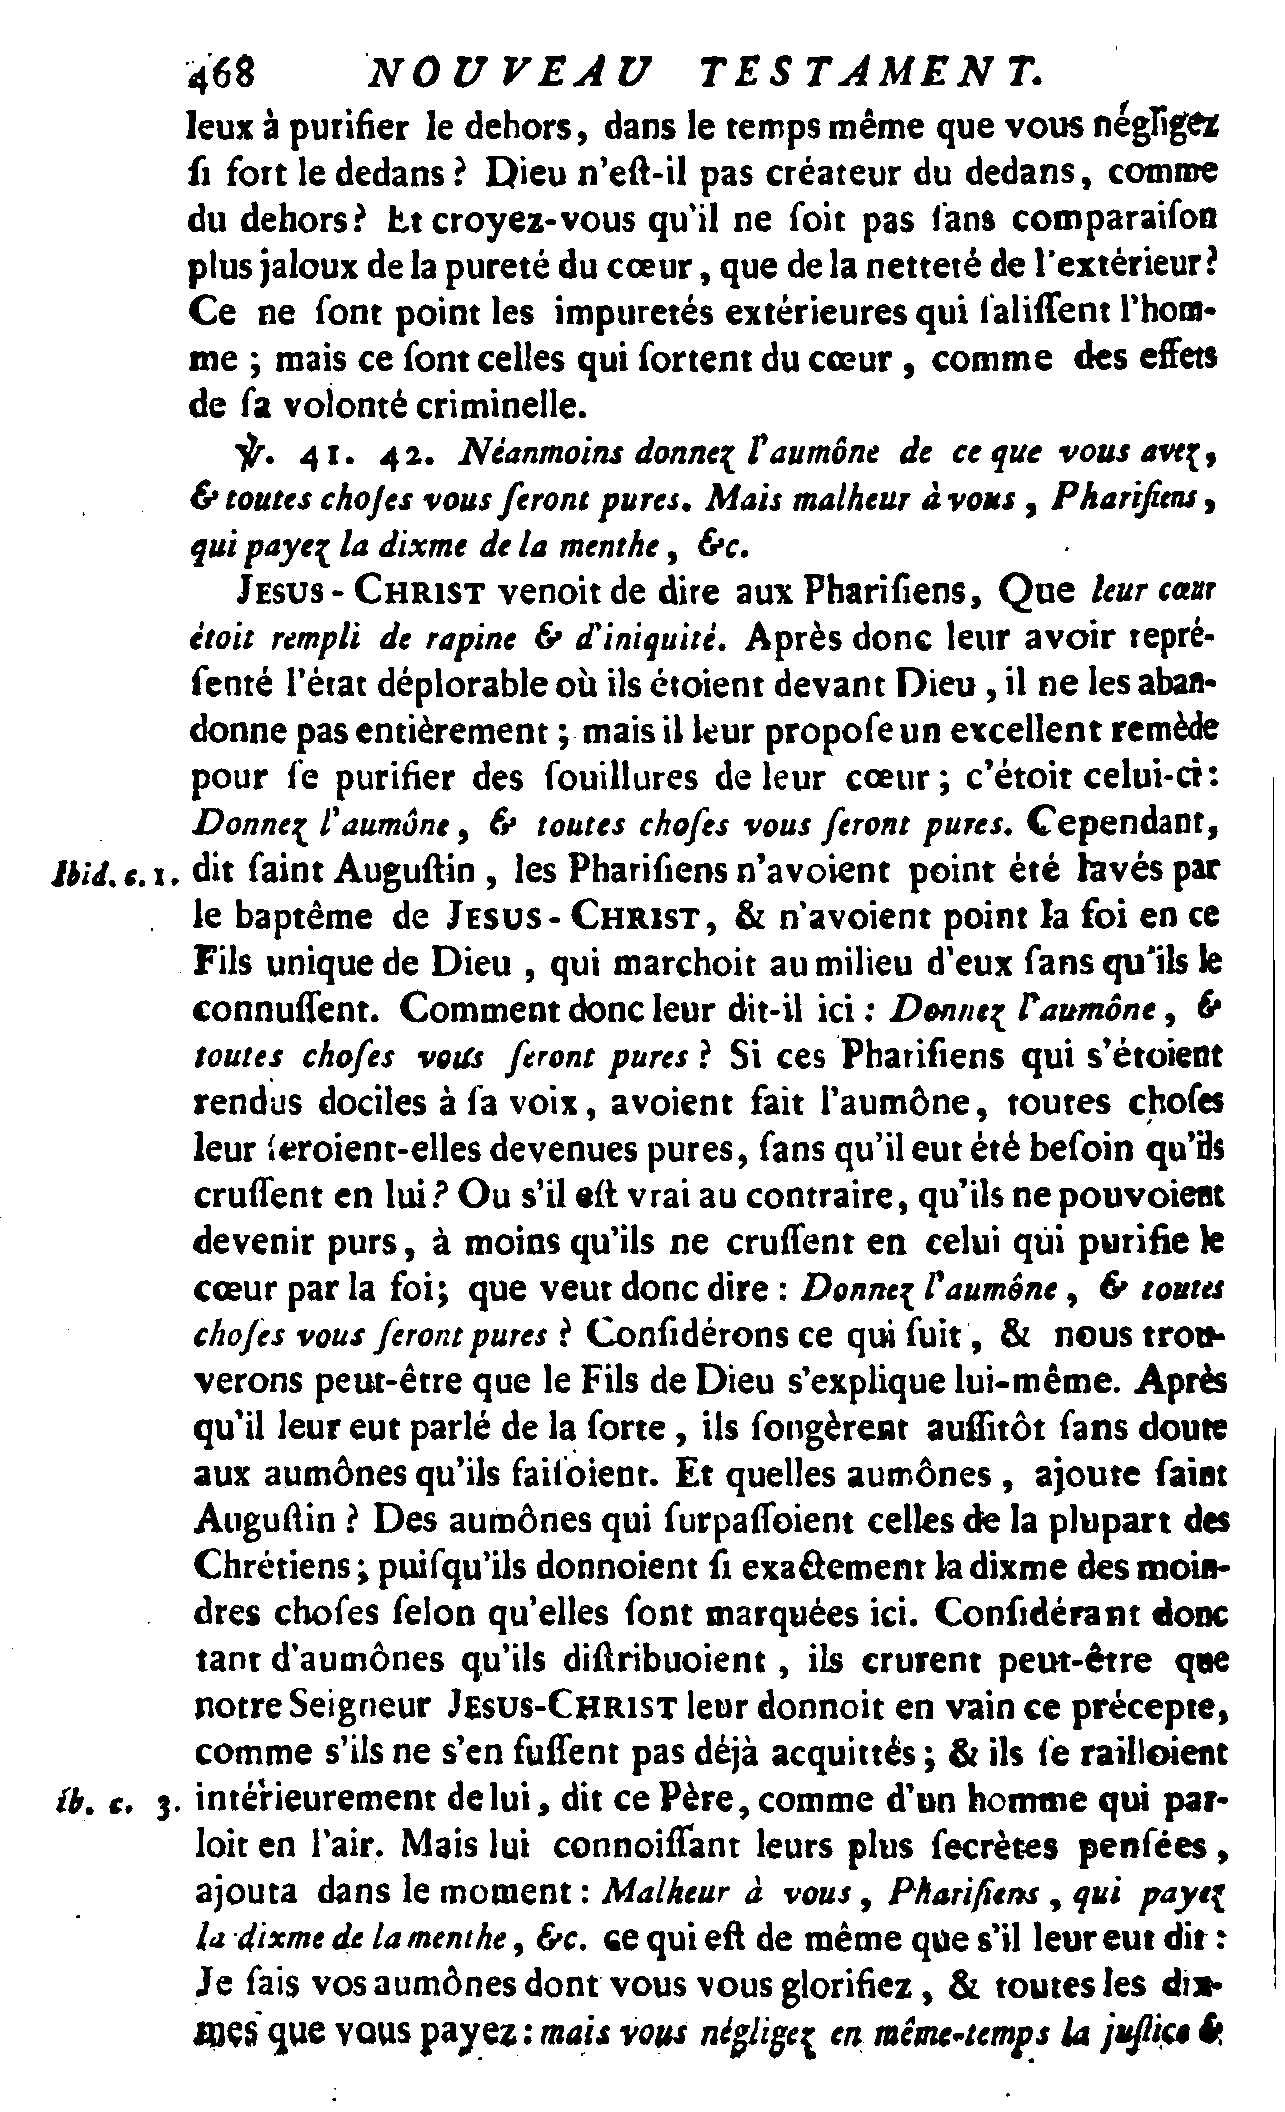 468 NOUVEAU TESTAMENT.
leux à purifier le dehors, dans le temps même que vous négligez
ſi fort le dedans ? Dieu n'eſt-il pas créateur du dedans, comme
du dehors ? Et croyez-vous qu'il ne ſoit pas ſans comparaiſon
plus jaloux de la pureté du cœur, que de la netteté de l'extérieur ?
Ce ne ſont point les impuretés extérieures qui ſaliſſent l'hom-
me ; mais ce ſont celles qui ſortent du cœur, comme des effets
de ſa volonté criminelle.
℣. 41. 42. Néanmoins donnez l'aumône de ce que vous avez,
& toutes choſes vous ſeront pures. Mais malheur à vous, Phariſiens,
qui payez la dixme de la menthe, &c.
JESUS-CHRIST venoit de dire aux Phariſiens, Que leur cœur
étoit rempli de rapine & d'iniquité. Après donc leur avoir repré-
ſenté l'état déplorable où ils étoient devant Dieu, il ne les aban-
donne pas entièrement ; mais il leur propoſe un excellent remède
pour ſe purifier des ſouillures de leur cœur ; c'étoit celui-ci :
Donnez l'aumône, & toutes choſes vous ſeront pures. Cependant,
Ibid. c. 1. dit ſaint Auguſtin, les Phariſiens n'avoient point été lavés par
le baptême de JESUS-CHRIST, & n'avoient point la foi en ce
Fils unique de Dieu, qui marchoit au milieu d'eux ſans qu'ils le
connuſſent. Comment donc leur dit-il ici : Donnez l'aumône, &
toutes choſes vous ſeront pures ? Si ces Phariſiens qui s'étoient
rendus dociles à ſa voix, avoient fait l'aumône, toutes choſes
leur ſeroient-elles devenues pures, ſans qu'il eut été beſoin qu'ils
cruſſent en lui ? Ou s'il eſt vrai au contraire, qu'ils ne pouvoient
devenir purs, à moins qu'ils ne cruſſent en celui qui purifie le
cœur par la foi; que veut donc dire : Donnez l'aumône, & toutes
choſes vous ſeront pures ? Conſidérons ce qui ſuit, & nous trou-
verons peut-être que le Fils de Dieu s'explique lui-même. Après
qu'il leur eut parlé de la ſorte, ils ſongèrent auſſitôt ſans doute
aux aumônes qu'ils faiſoient. Et quelles aumônes, ajoute ſaint
Auguſtin ? Des aumônes qui ſurpaſſoient celles de la plupart des
Chrétiens ; puiſqu'ils donnoient ſi exactement la dixme des moin-
dres choſes ſelon qu'elles ſont marquées ici. Conſidérant donc
tant d'aumônes qu'ils diſtribuoient, ils crurent peut-être que
notre Seigneur JESUS-CHRIST leur donnoit en vain ce précepte,
comme s'ils ne s'en fuſſent pas déjà acquittés ; & ils ſe railloient
ib. c. 3. intérieurement de lui, dit ce Père, comme d'un homme qui par-
loit en l'air. Mais lui connoiſſant leurs plus ſecrètes penſées,
ajouta dans le moment : Malheur à vous, Phariſiens, qui payez
la dixme de la menthe, &c. ce qui eſt de même que s'il leur eut dit :
Je ſais vos aumônes dont vous vous glorifiez, & toutes les dix-
mes que vous payez : mais vous négligez en même-temps la juſtice &